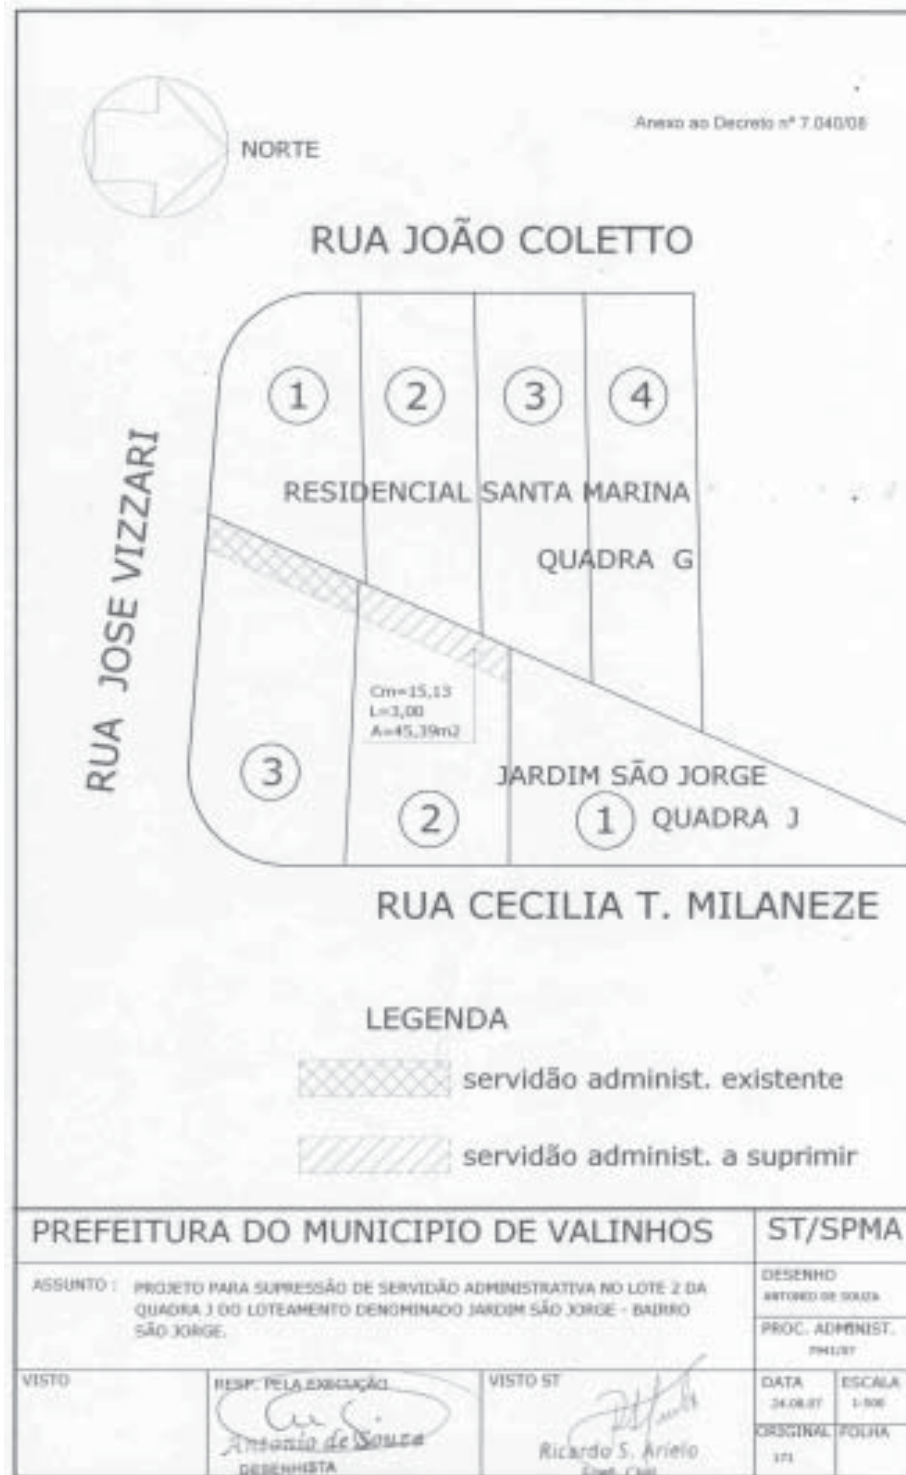 Anexo ao Decreto nº 7.040/08
NORTE
RUA JOÃO COLETTO
1
2
3
4
RESIDENCIAL SANTA MARINA
QUADRA G
RUA JOSE VIZZARI
Cm=15,13
L=3,00
A=45,39m2
3
2
JARDIM SÃO JORGE
1
QUADRA J
RUA CECILIA T. MILANEZE
LEGENDA
servidão administ. existente
servidão administ. a suprimir
PREFEITURA DO MUNICIPIO DE VALINHOS
ST/SPMA
ASSUNTO : PROJETO PARA SUPRESSÃO DE SERVIDÃO ADMINISTRATIVA NO LOTE 2 DA
QUADRA J DO LOTEAMENTO DENOMINADO JARDIM SÃO JORGE - BAIRRO
SÃO JORGE.
DESENHO
ANTONIO DE SOUZA
PROC. ADMINIST.
7941/07
VISTO
RESP. PELA EXECUÇÃO
Antonio de Souza
DESENHISTA
VISTO ST
Ricardo S. Arielo
Engº. Civil
DATA
24.08.07
ESCALA
1-500
ORIGINAL
171
FOLHA